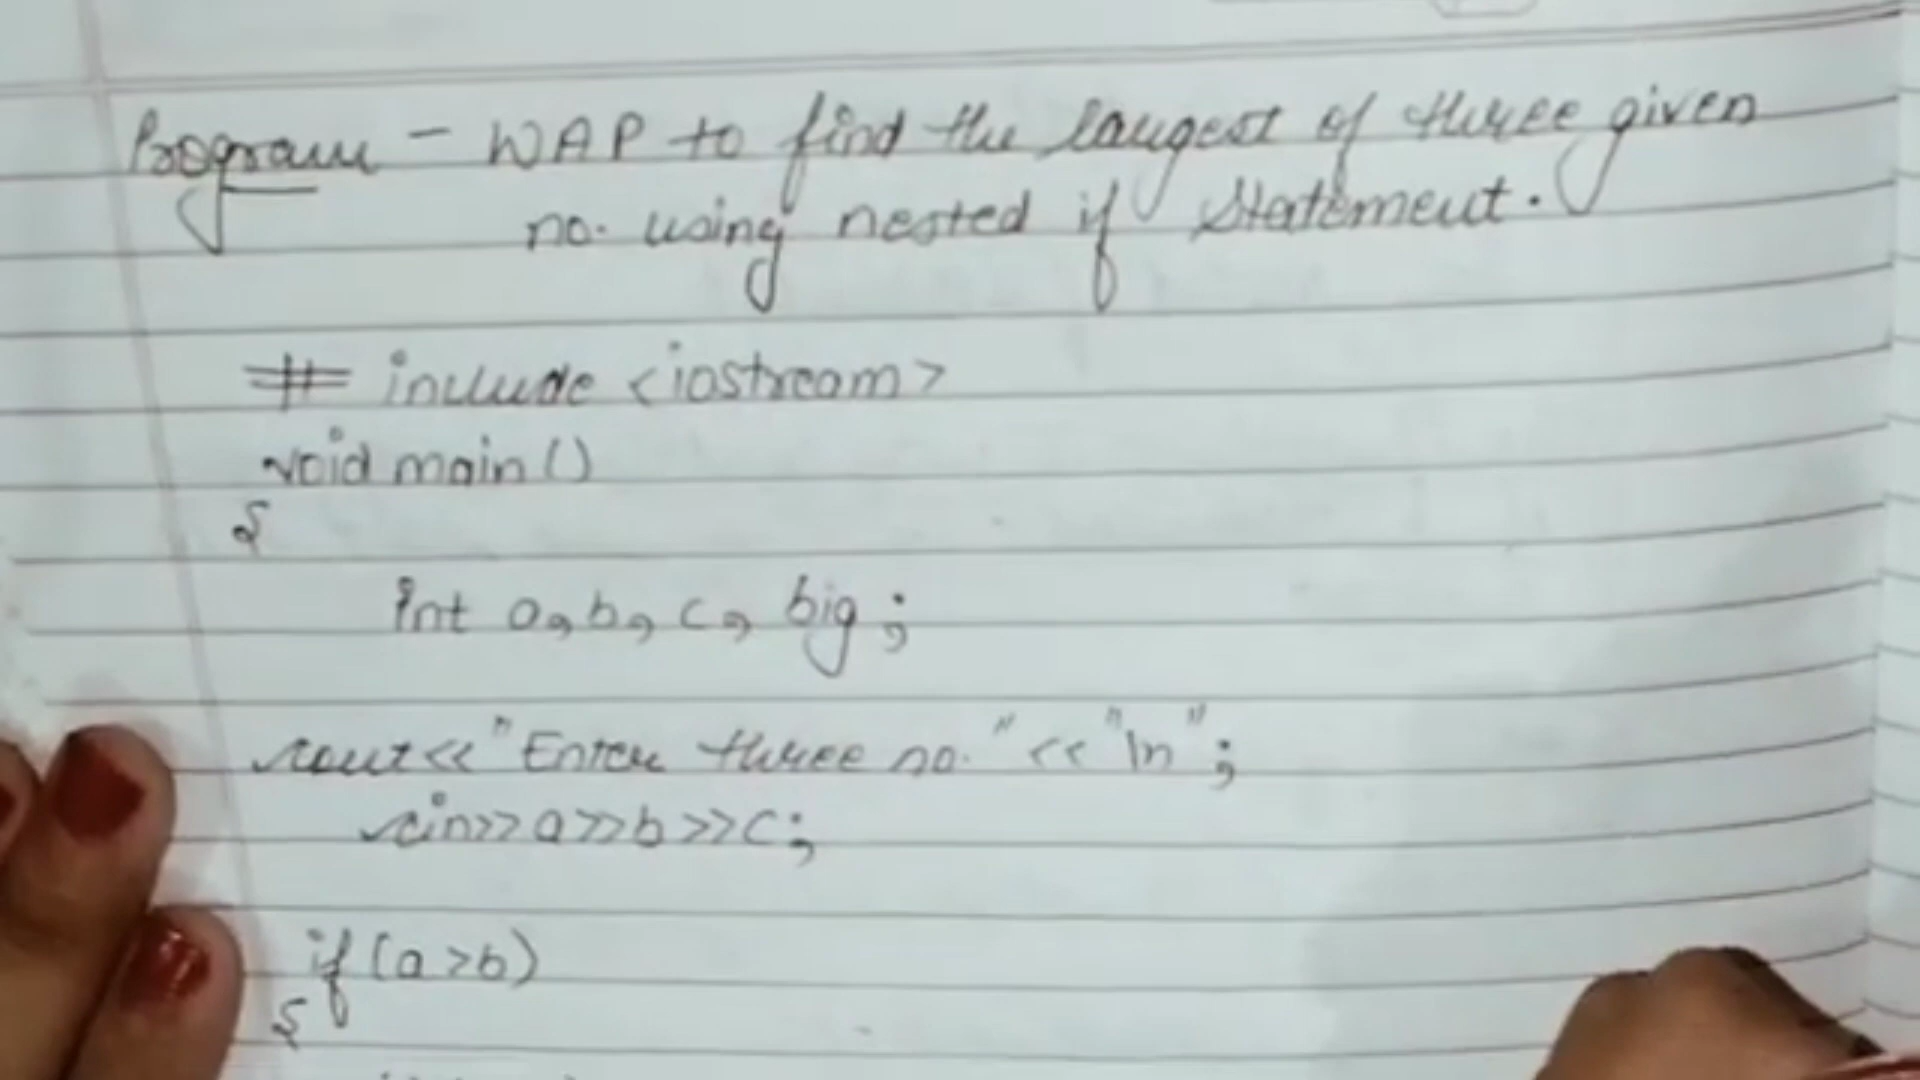 Program - WAP to find the largest of three given
no. using nested if Statement.
# include <iostream>
void main ()
{
int a, b, c, big;
cout<< "Enter three no." << "\n";
cin>>a>>b>>c;
if (a>b)
{